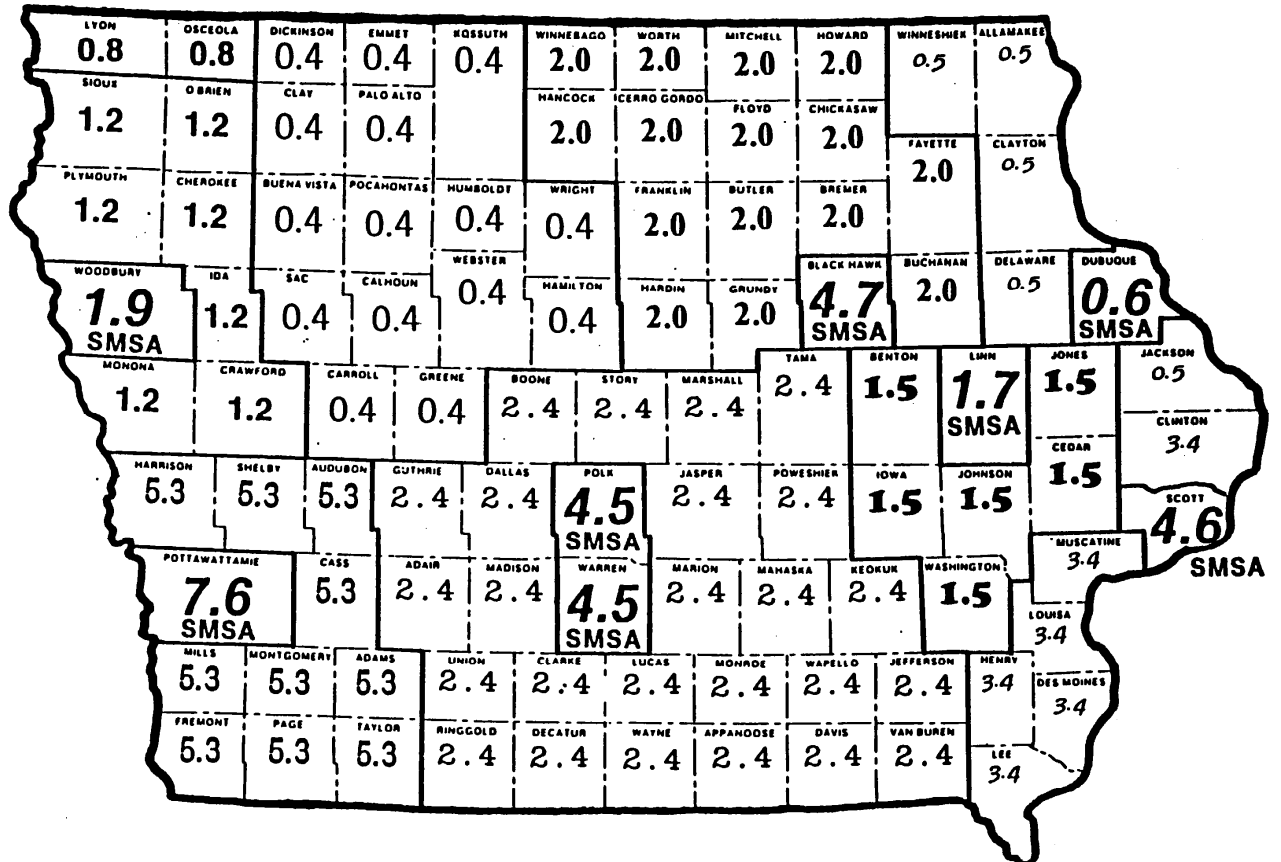 LYON OSCEOLA DICKINSON EMMET KOSSUTH WINNEBAGO WORTH MITCHELL HOWARD WINNESHIEK ALLAMAKEE
0.8 0.8 0.4 0.4 0.4 2.0 2.0 2.0 2.0 0.5 0.5
SIOUX O BRIEN CLAY PALO ALTO HANCOCK CERRO GORDO FLOYD CHICKASAW
1.2 1.2 0.4 0.4 2.0 2.0 2.0 2.0
FAYETTE CLAYTON
2.0 0.5
PLYMOUTH CHEROKEE BUENA VISTA POCAHONTAS HUMBOLDT WRIGHT FRANKLIN BUTLER BREMER
1.2 1.2 0.4 0.4 0.4 0.4 2.0 2.0 2.0
WOODBURY IDA SAC CALHOUN WEBSTER HAMILTON HARDIN GRUNDY BLACK HAWK BUCHANAN DELAWARE DUBUQUE
1.9 1.2 0.4 0.4 0.4 0.4 2.0 2.0 4.7 2.0 0.5 0.6
SMSA SMSA SMSA
MONONA CRAWFORD CARROLL GREENE BOONE STORY MARSHALL TAMA BENTON LINN JONES JACKSON
1.2 1.2 0.4 0.4 2.4 2.4 2.4 2.4 1.5 1.7 1.5 0.5
SMSA
CLINTON
3.4
HARRISON SHELBY AUDUBON GUTHRIE DALLAS POLK JASPER POWESHIEK IOWA JOHNSON CEDAR SCOTT
5.3 5.3 5.3 2.4 2.4 4.5 2.4 2.4 1.5 1.5 1.5 4.6
SMSA SMSA
POTTAWATTAMIE CASS ADAIR MADISON WARREN MARION MAHASKA KEOKUK WASHINGTON MUSCATINE
7.6 5.3 2.4 2.4 4.5 2.4 2.4 2.4 1.5 3.4
SMSA SMSA
LOUISA
3.4
MILLS MONTGOMERY ADAMS UNION CLARKE LUCAS MONROE WAPELLO JEFFERSON HENRY DES MOINES
5.3 5.3 5.3 2.4 2.4 2.4 2.4 2.4 2.4 3.4 3.4
FREMONT PAGE TAYLOR RINGGOLD DECATUR WAYNE APPANOOSE DAVIS VAN BUREN LEE
5.3 5.3 5.3 2.4 2.4 2.4 2.4 2.4 2.4 3.4